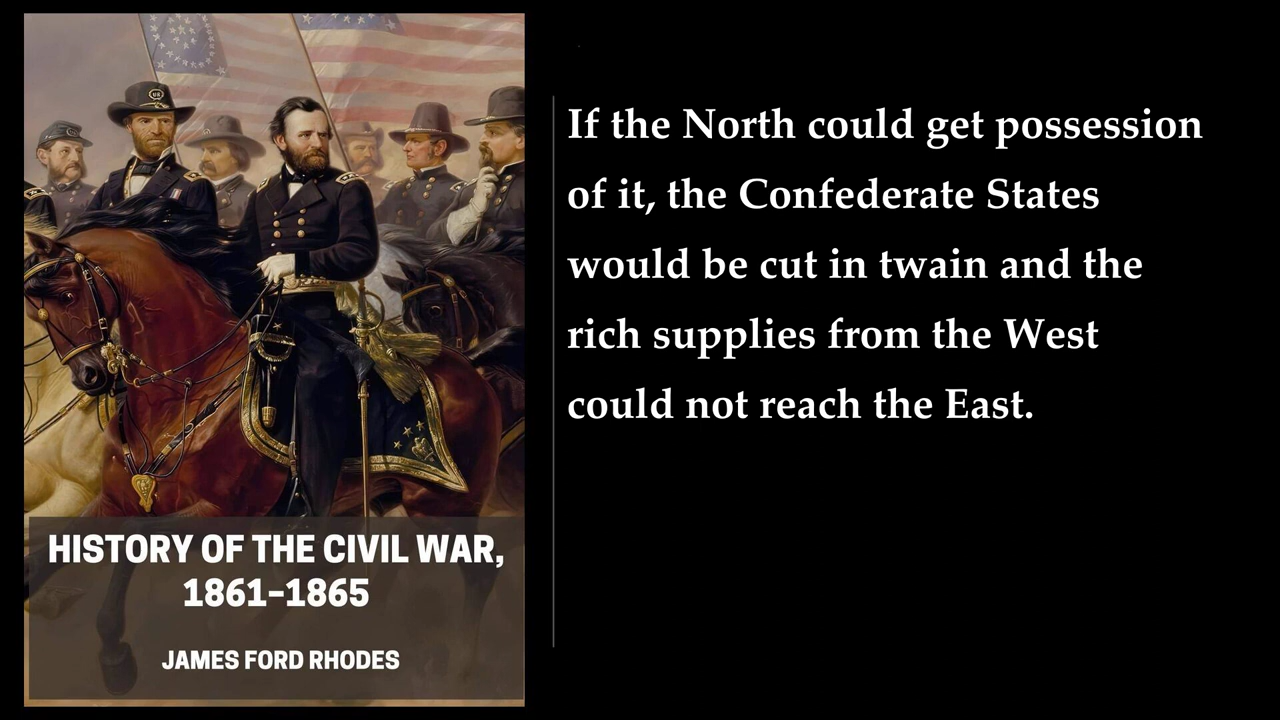 HISTORY OF THE CIVIL WAR,
1861–1865
JAMES FORD RHODES
If the North could get possession
of it, the Confederate States
would be cut in twain and the
rich supplies from the West
could not reach the East.